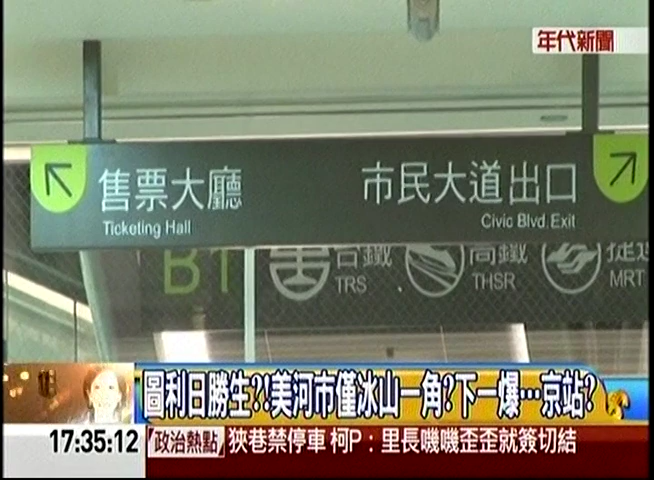 年代新聞
售票大廳
Ticketing Hall
市民大道出口
Civic Blvd. Exit
B1
台鐵
TRS
高鐵
THSR
捷運
MRT
圖利日勝生?!美河市僅冰山一角?下一爆…京站?
17:35:12
政治熱點
狹巷禁停車 柯P：里長嘰嘰歪歪就簽切結